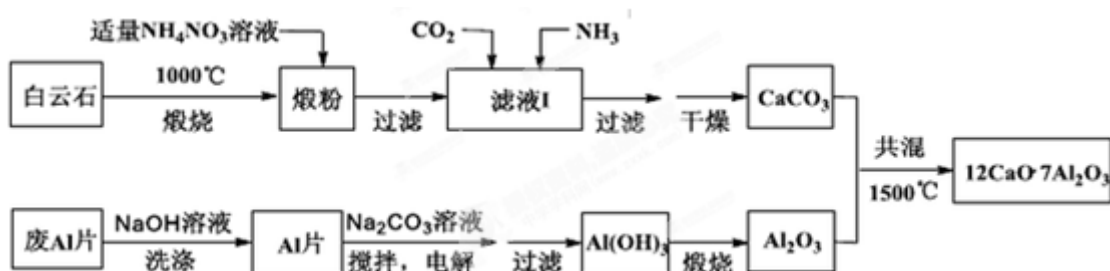 适量NH₄NO₃溶液
CO₂
NH₃
白云石
1000℃
煅烧
煅粉
过滤
滤液I
过滤
干燥
CaCO₃
共混
1500℃
12CaO·7Al₂O₃
废Al片
NaOH溶液
洗涤
Al片
Na₂CO₃溶液
搅拌，电解
过滤
Al(OH)₃
煅烧
Al₂O₃